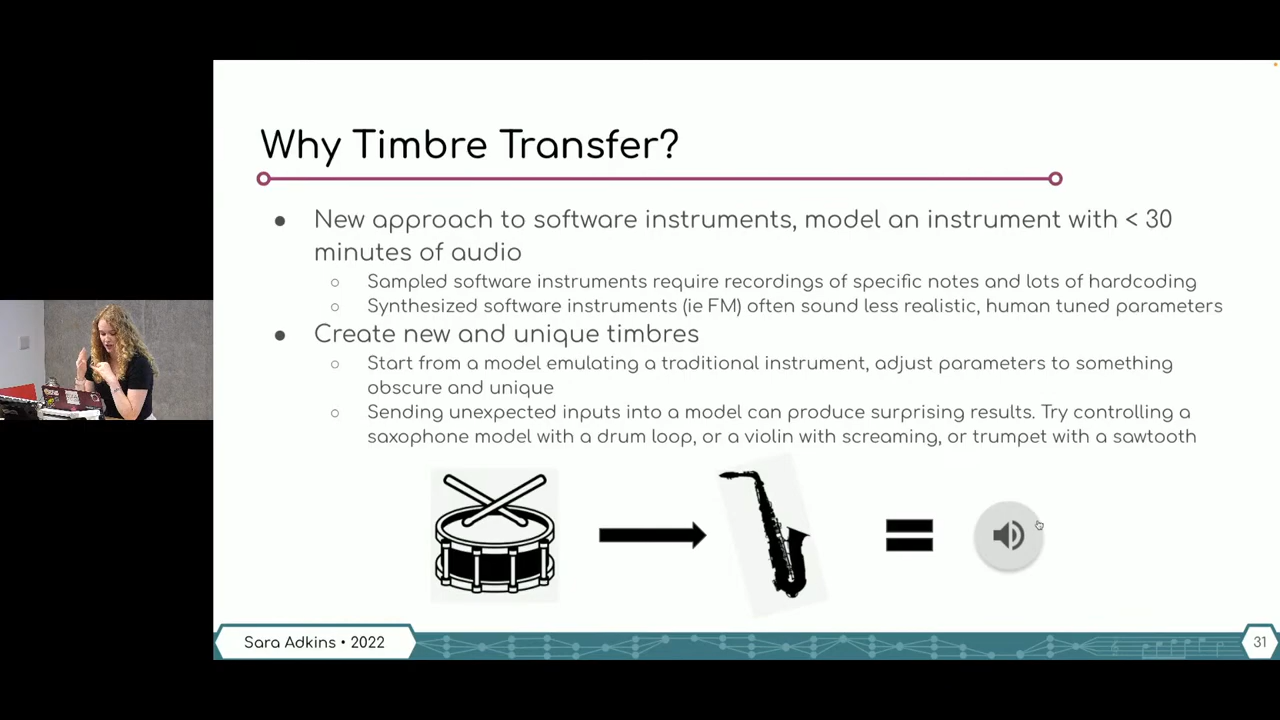 Why Timbre Transfer?
● New approach to software instruments, model an instrument with < 30
minutes of audio
○ Sampled software instruments require recordings of specific notes and lots of hardcoding
○ Synthesized software instruments (ie FM) often sound less realistic, human tuned parameters
● Create new and unique timbres
○ Start from a model emulating a traditional instrument, adjust parameters to something
obscure and unique
○ Sending unexpected inputs into a model can produce surprising results. Try controlling a
saxophone model with a drum loop, or a violin with screaming, or trumpet with a sawtooth
Sara Adkins • 2022
31